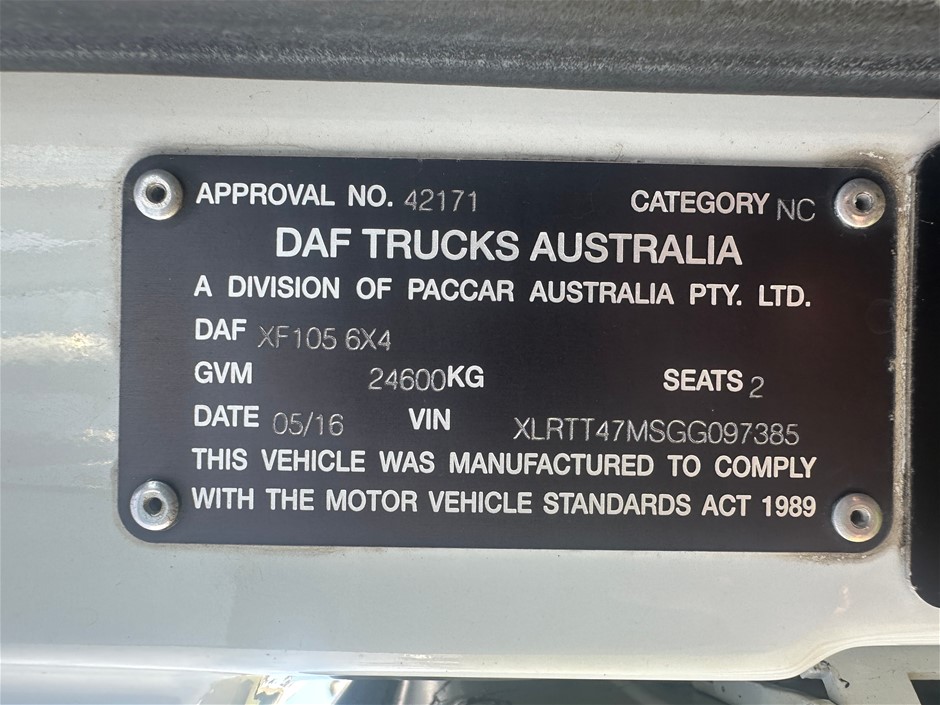 APPROVAL NO. 42171 CATEGORY NC
DAF TRUCKS AUSTRALIA
A DIVISION OF PACCAR AUSTRALIA PTY. LTD.
DAF XF105 6X4
GVM 24600KG SEATS 2
DATE 05/16 VIN XLRTT47MSGG097385
THIS VEHICLE WAS MANUFACTURED TO COMPLY
WITH THE MOTOR VEHICLE STANDARDS ACT 1989